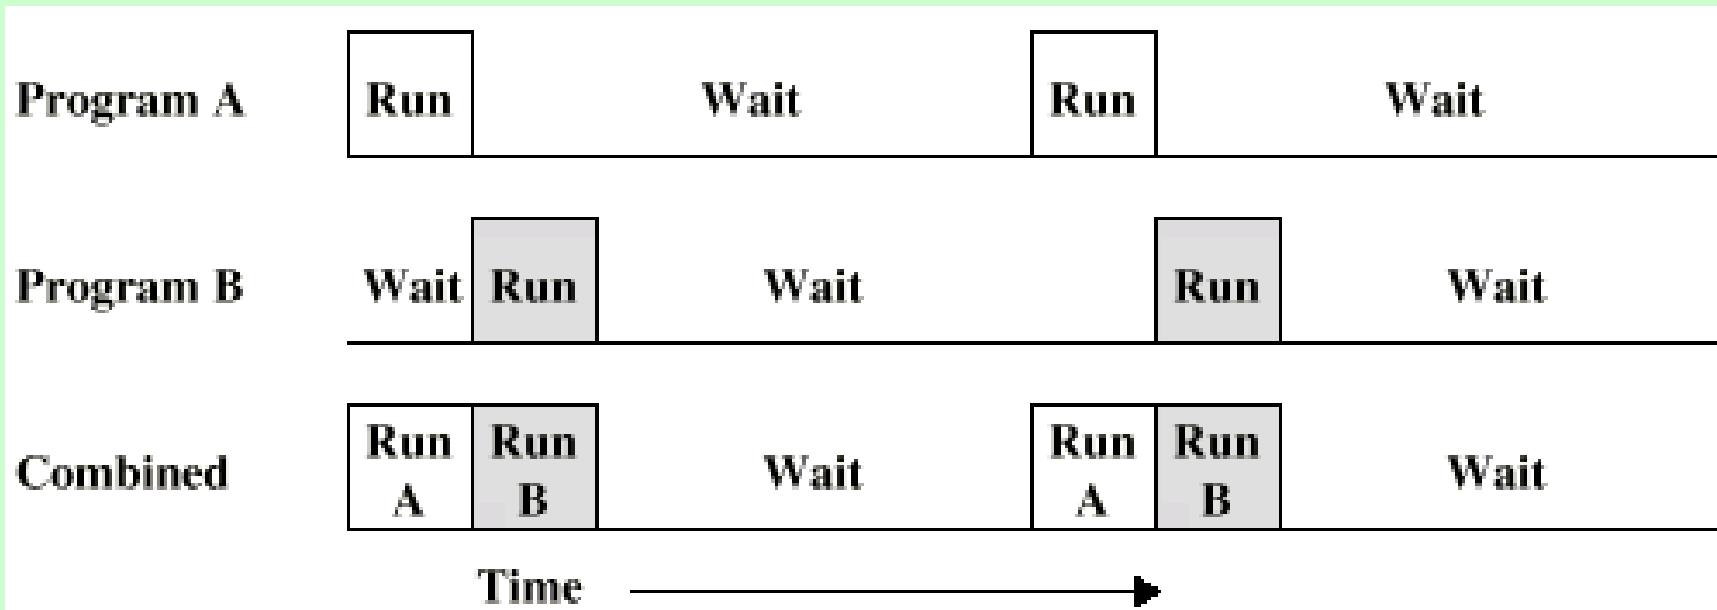 Program A Run Wait Run Wait
Program B Wait Run Wait Run Wait
Combined Run A Run B Wait Run A Run B Wait
Time